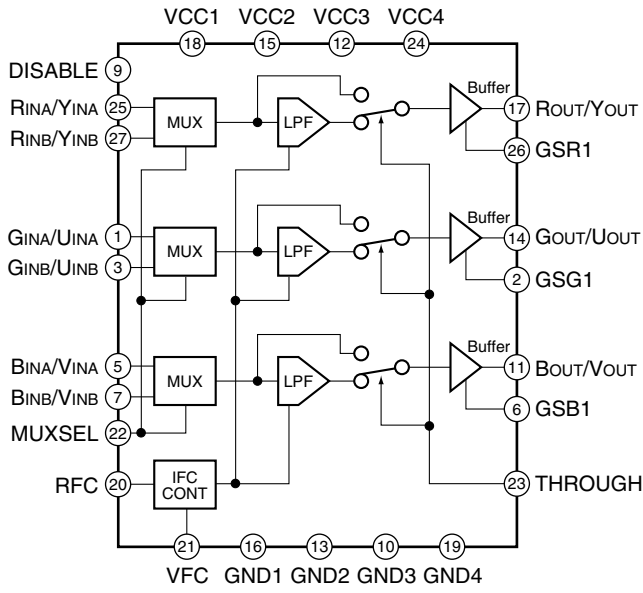 VCC1 VCC2 VCC3 VCC4
18 15 12 24
DISABLE 9
RINA/YINA 25
RINB/YINB 27
MUX
LPF
Buffer
17 ROUT/YOUT
26 GSR1
GINA/UINA 1
GINB/UINB 3
MUX
LPF
Buffer
14 GOUT/UOUT
2 GSG1
BINA/VINA 5
BINB/VINB 7
MUX
LPF
Buffer
11 BOUT/VOUT
6 GSB1
MUXSEL 22
RFC 20
IFC
CONT
23 THROUGH
21 16 13 10 19
VFC GND1 GND2 GND3 GND4